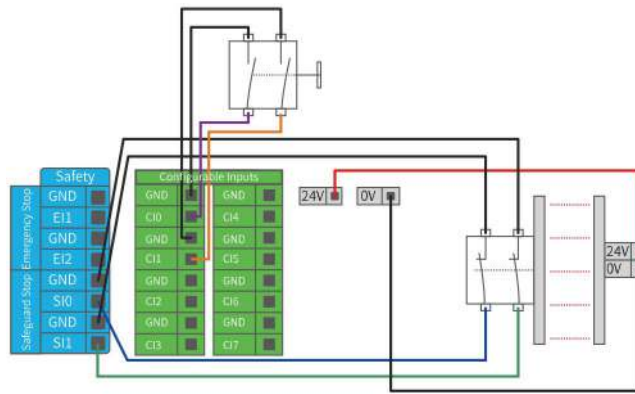 Safety
Emergency Stop
GND
EI1
GND
EI2
Safeguard Stop
GND
SI0
GND
SI1
Configurable Inputs
GND
CI0
GND
CI1
GND
CI2
GND
CI3
GND
CI4
GND
CI5
GND
CI6
GND
CI7
24V
0V
24V
0V